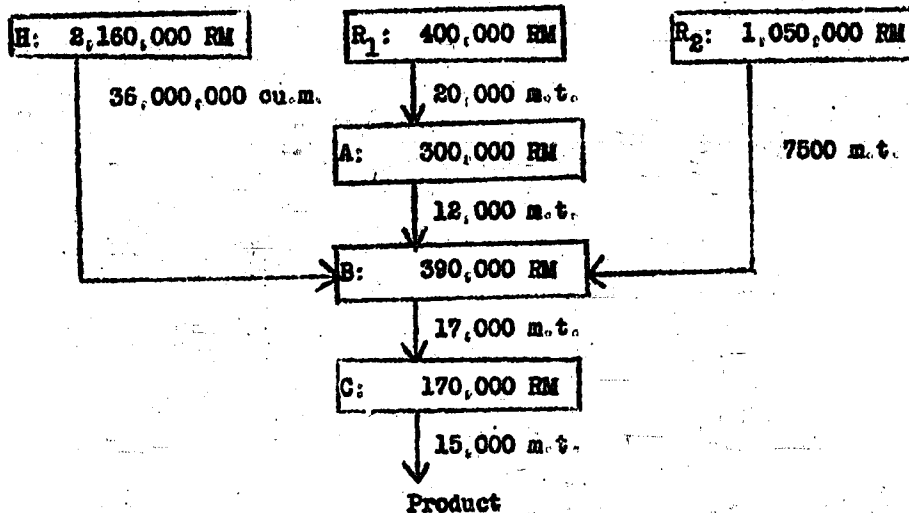 H: 2,160,000 RM
R1: 400,000 RM
R2: 1,050,000 RM
36,000,000 cu.m.
20,000 m.t.
A: 300,000 RM
7500 m.t.
12,000 m.t.
B: 390,000 RM
17,000 m.t.
C: 170,000 RM
15,000 m.t.
Product